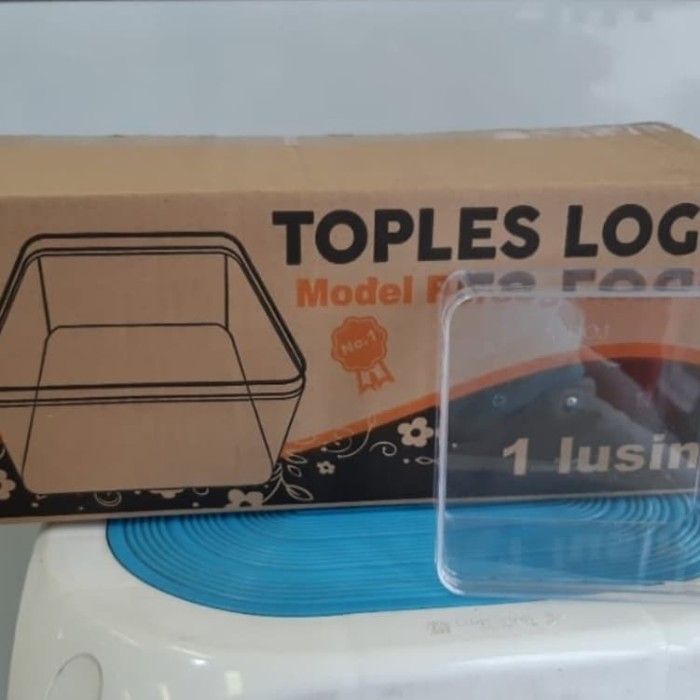 TOPLES LOG
Model
No.1
1 lusin